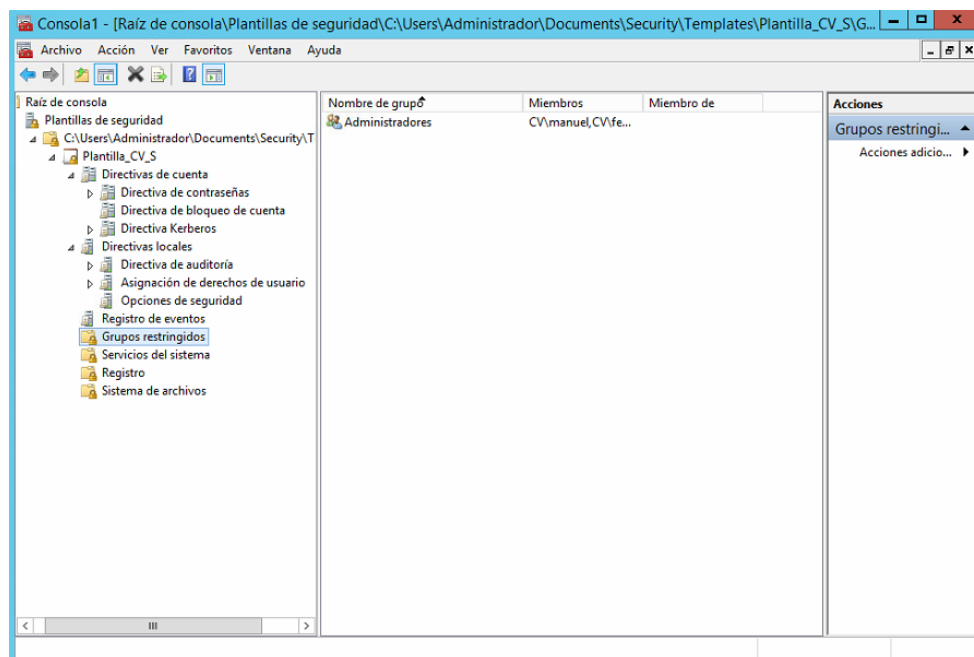 Consola1 - [Raíz de consola\Plantillas de seguridad\C:\Users\Administrador\Documents\Security\Templates\Plantilla_CV_S\G...
Archivo Acción Ver Favoritos Ventana Ayuda
Raíz de consola
Plantillas de seguridad
C:\Users\Administrador\Documents\Security\T
Plantilla_CV_S
Directivas de cuenta
Directiva de contraseñas
Directiva de bloqueo de cuenta
Directiva Kerberos
Directivas locales
Directiva de auditoría
Asignación de derechos de usuario
Opciones de seguridad
Registro de eventos
Grupos restringidos
Servicios del sistema
Registro
Sistema de archivos
Nombre de grupo Miembros Miembro de
Administradores CV\manuel,CV\fe...
Acciones
Grupos restringi...
Acciones adicio...